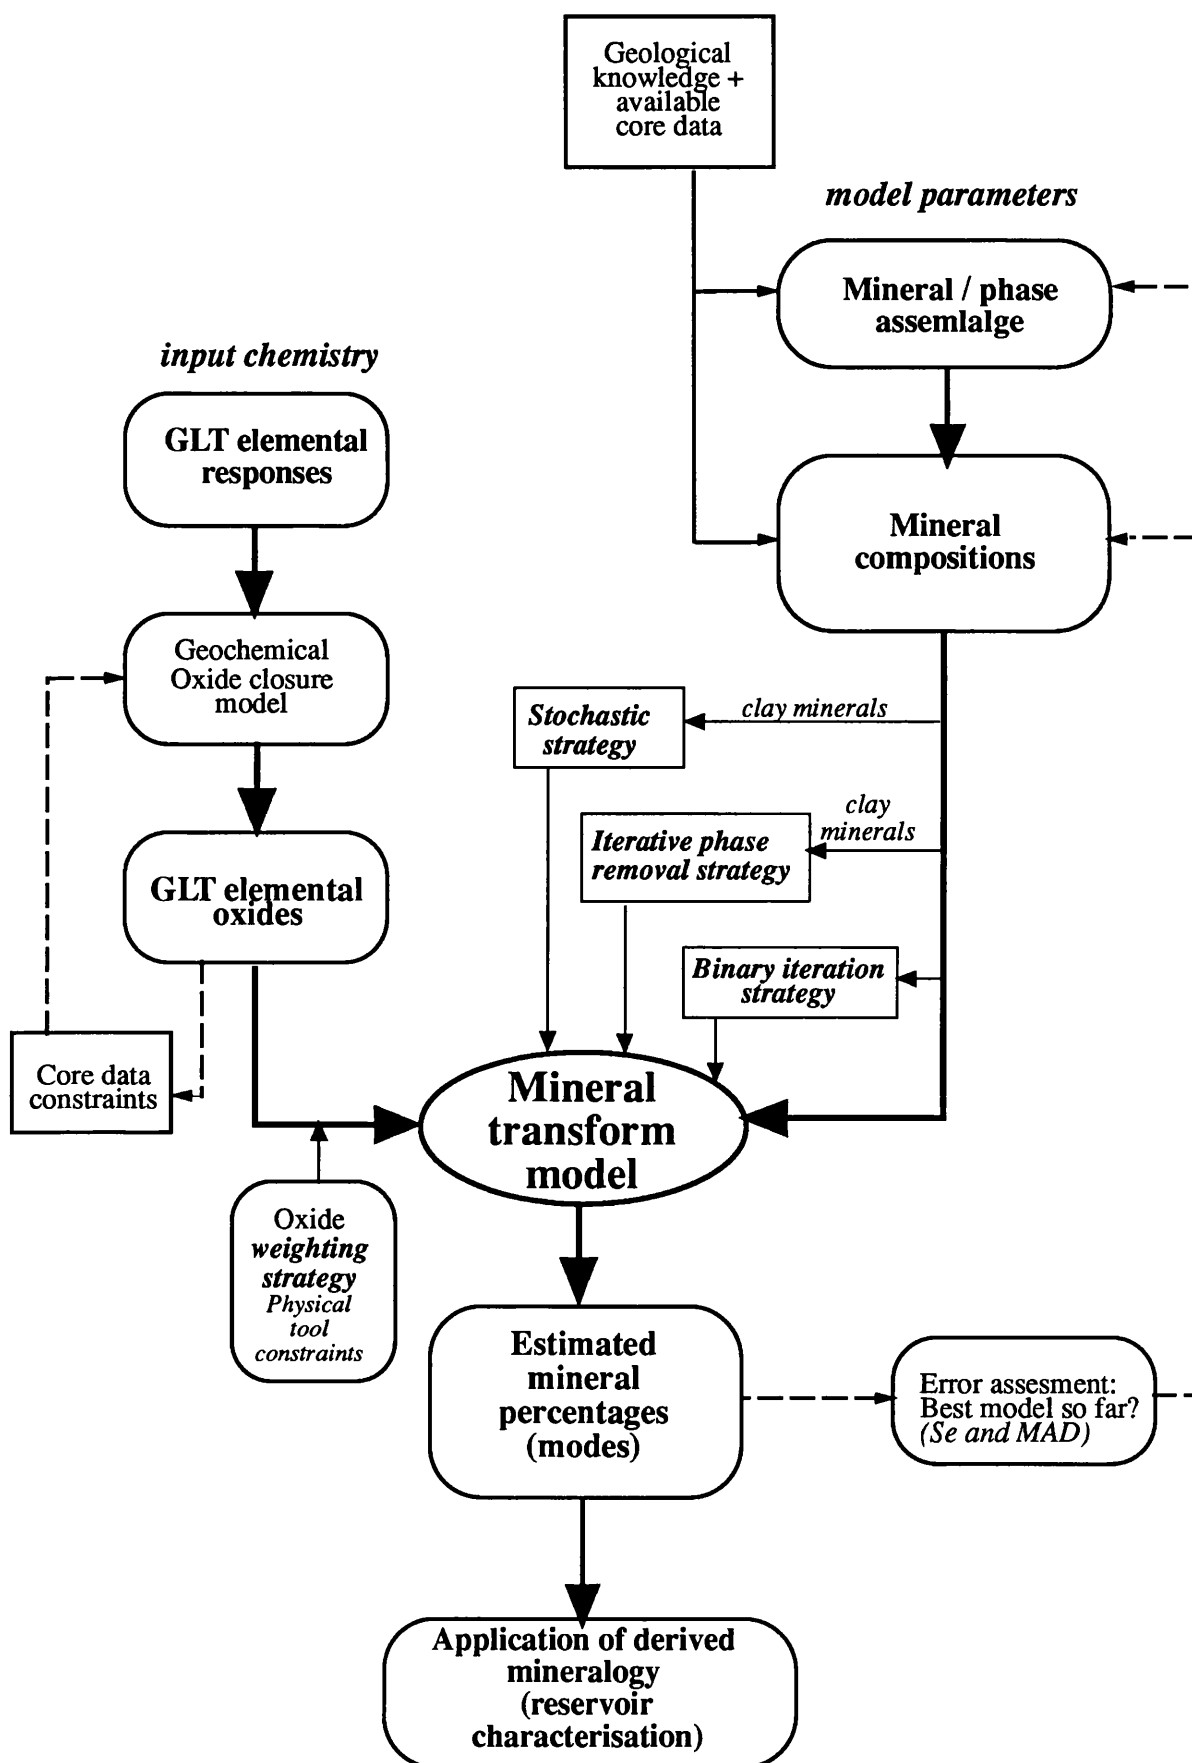 Geological
knowledge +
available
core data
model parameters
Mineral / phase
assemlalge
input chemistry
GLT elemental
responses
Mineral
compositions
Geochemical
Oxide closure
model
Stochastic
strategy
clay minerals
clay
minerals
Iterative phase
removal strategy
GLT elemental
oxides
Binary iteration
strategy
Core data
constraints
Mineral
transform
model
Oxide
weighting
strategy
Physical
tool
constraints
Estimated
mineral
percentages
(modes)
Error assesment:
Best model so far?
(Se and MAD)
Application of derived
mineralogy
(reservoir
characterisation)